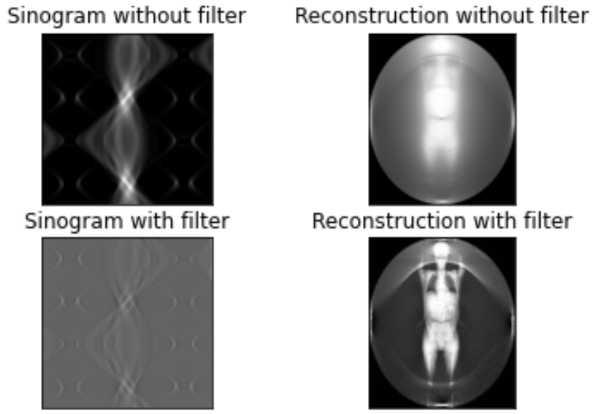 Sinogram without filter
Reconstruction without filter
Sinogram with filter
Reconstruction with filter